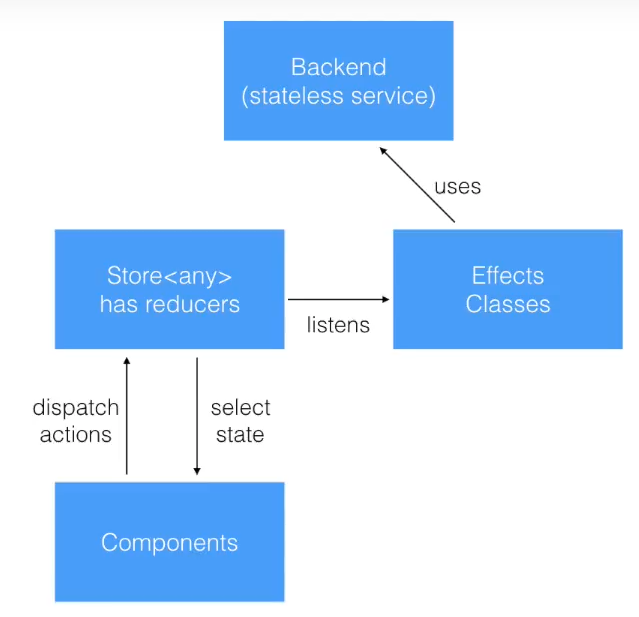 Backend
(stateless service)
uses
Store<any>
has reducers
listens
Effects
Classes
dispatch
actions
select
state
Components